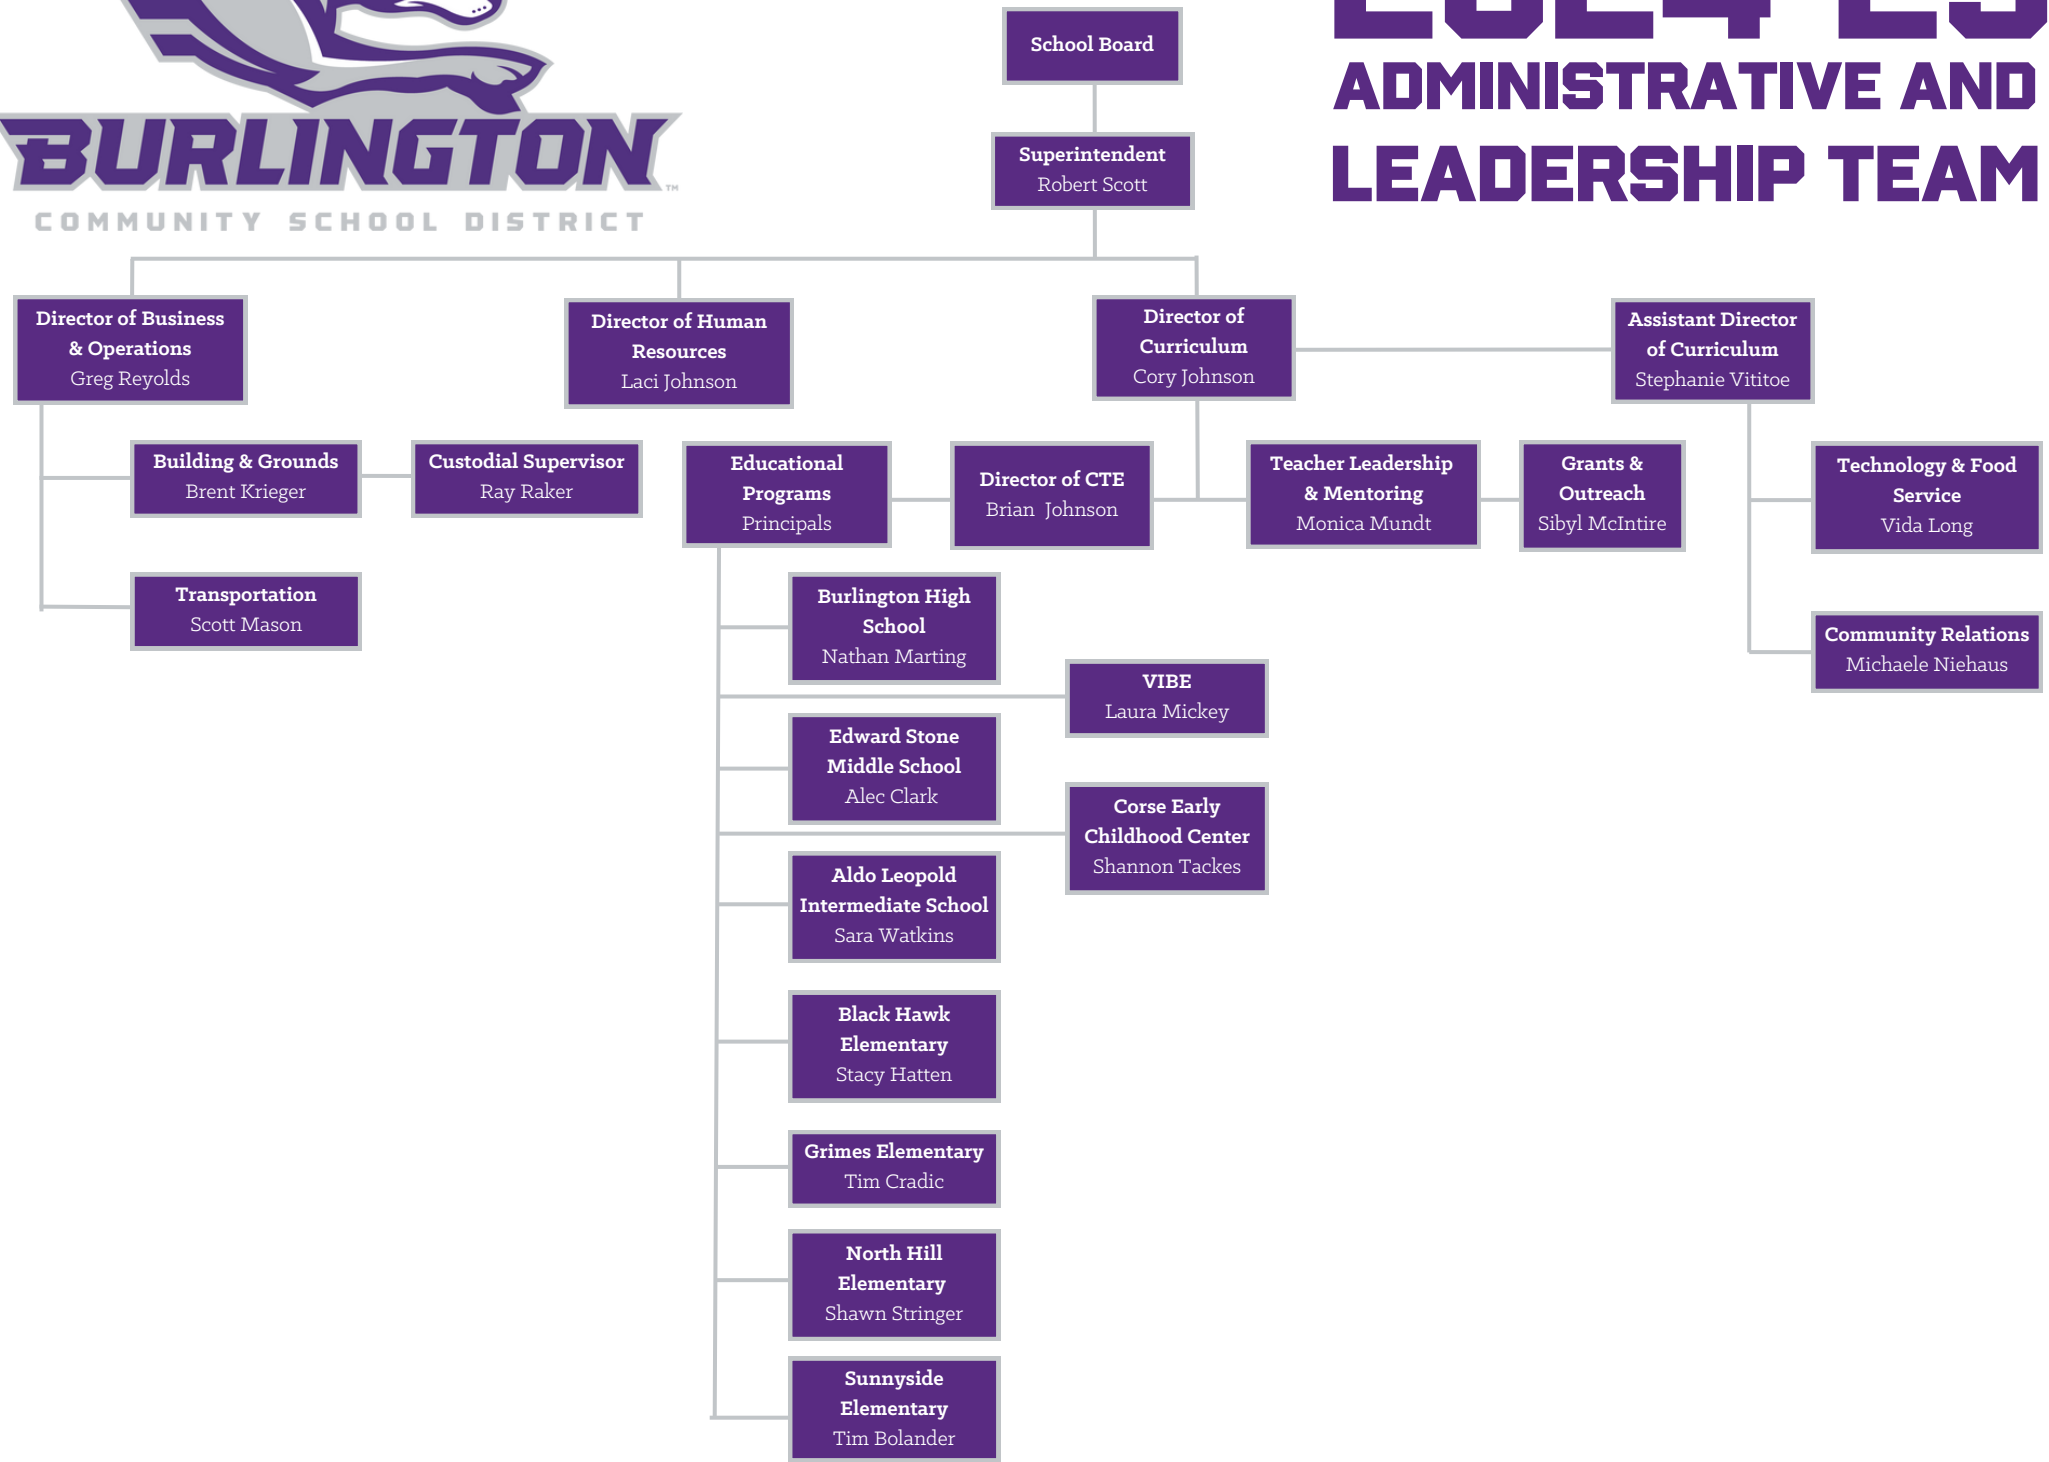 2024-25
ADMINISTRATIVE AND
LEADERSHIP TEAM
BURLINGTON™
COMMUNITY SCHOOL DISTRICT
School Board
Superintendent
Robert Scott
Director of Business
& Operations
Greg Reyolds
Director of Human
Resources
Laci Johnson
Director of
Curriculum
Cory Johnson
Assistant Director
of Curriculum
Stephanie Vititoe
Building & Grounds
Brent Krieger
Custodial Supervisor
Ray Raker
Educational
Programs
Principals
Director of CTE
Brian  Johnson
Teacher Leadership
& Mentoring
Monica Mundt
Grants &
Outreach
Sibyl McIntire
Technology & Food
Service
Vida Long
Transportation
Scott Mason
Burlington High
School
Nathan Marting
Community Relations
Michaele Niehaus
VIBE
Laura Mickey
Edward Stone
Middle School
Alec Clark
Corse Early
Childhood Center
Shannon Tackes
Aldo Leopold
Intermediate School
Sara Watkins
Black Hawk
Elementary
Stacy Hatten
Grimes Elementary
Tim Cradic
North Hill
Elementary
Shawn Stringer
Sunnyside
Elementary
Tim Bolander